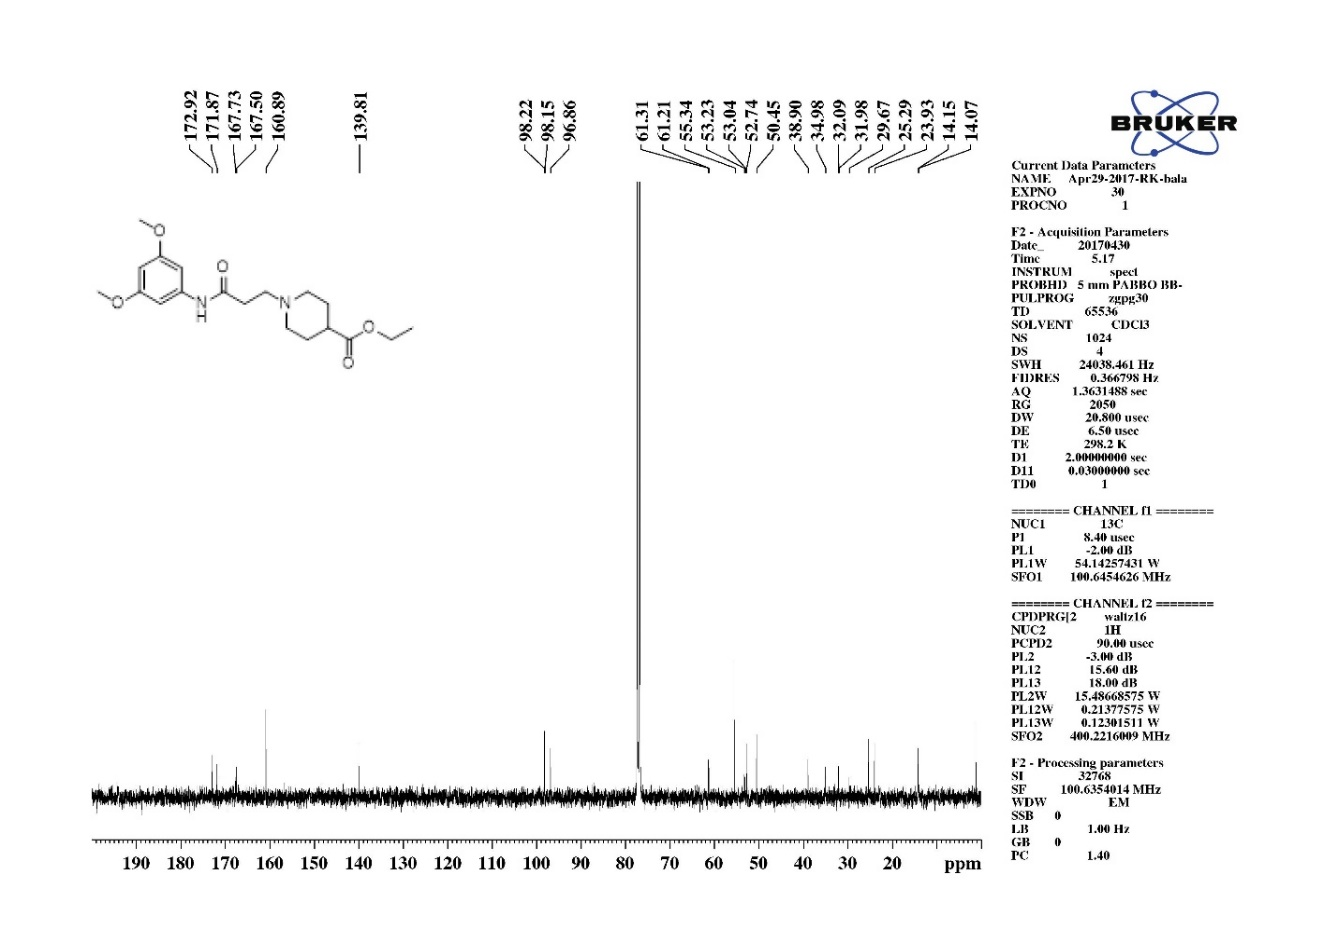 172.92
171.87
167.73
167.50
160.89
139.81
98.22
98.15
96.86
61.31
61.21
55.34
53.23
53.04
52.74
50.45
38.90
34.98
32.09
31.98
29.67
25.29
23.93
14.15
14.07
BRUKER
O
O
O
N
H
N
O
O
Current Data Parameters
NAME Apr29-2017-RK-bala
EXPNO 30
PROCNO 1
F2 - Acquisition Parameters
Date_ 20170430
Time 5.17
INSTRUM spect
PROBHD 5 mm PABBO BB-
PULPROG zgpg30
TD 65536
SOLVENT CDCl3
NS 1024
DS 4
SWH 24038.461 Hz
FIDRES 0.366798 Hz
AQ 1.3631488 sec
RG 2050
DW 20.800 usec
DE 6.50 usec
TE 298.2 K
D1 2.00000000 sec
D11 0.03000000 sec
TD0 1
======== CHANNEL f1 ========
NUC1 13C
P1 8.40 usec
PL1 -2.00 dB
PL1W 54.14257431 W
SFO1 100.6454626 MHz
======== CHANNEL f2 ========
CPDPRG[2 waltz16
NUC2 1H
PCPD2 90.00 usec
PL2 -3.00 dB
PL12 15.60 dB
PL13 18.00 dB
PL2W 15.48668575 W
PL12W 0.21377575 W
PL13W 0.12301511 W
SFO2 400.2216009 MHz
F2 - Processing parameters
SI 32768
SF 100.6354014 MHz
WDW EM
SSB 0
LB 1.00 Hz
GB 0
PC 1.40
190 180 170 160 150 140 130 120 110 100 90 80 70 60 50 40 30 20 ppm